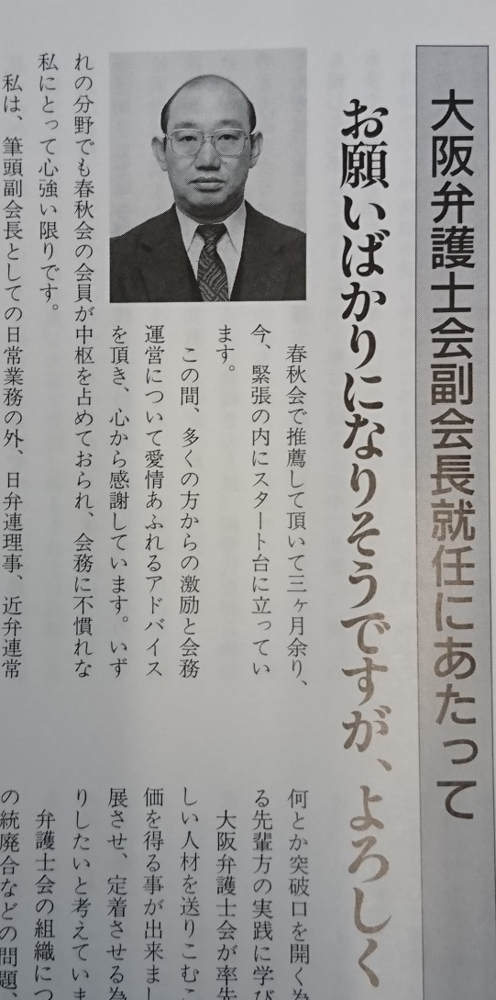 大阪弁護士会副会長就任にあたって
お願いばかりになりそうですが、よろしく
春秋会で推薦して頂いて三ヶ月余り、
今、緊張の内にスタート台に立ってい
ます。
この間、多くの方からの激励と会務
運営について愛情あふれるアドバイス
を頂き、心から感謝しています。いず
れの分野でも春秋会の会員が中枢を占めておられ、会務に不慣れな
私にとって心強い限りです。
私は、筆頭副会長としての日常業務の外、日弁連理事、近弁連常
何とか突破口を開く為
る先輩方の実践に学び
大阪弁護士会が率先
しい人材を送りこむこ
価を得る事が出来まし
展させ、定着させる為
りしたいと考えていま
弁護士会の組織につ
の統廃合などの問題、